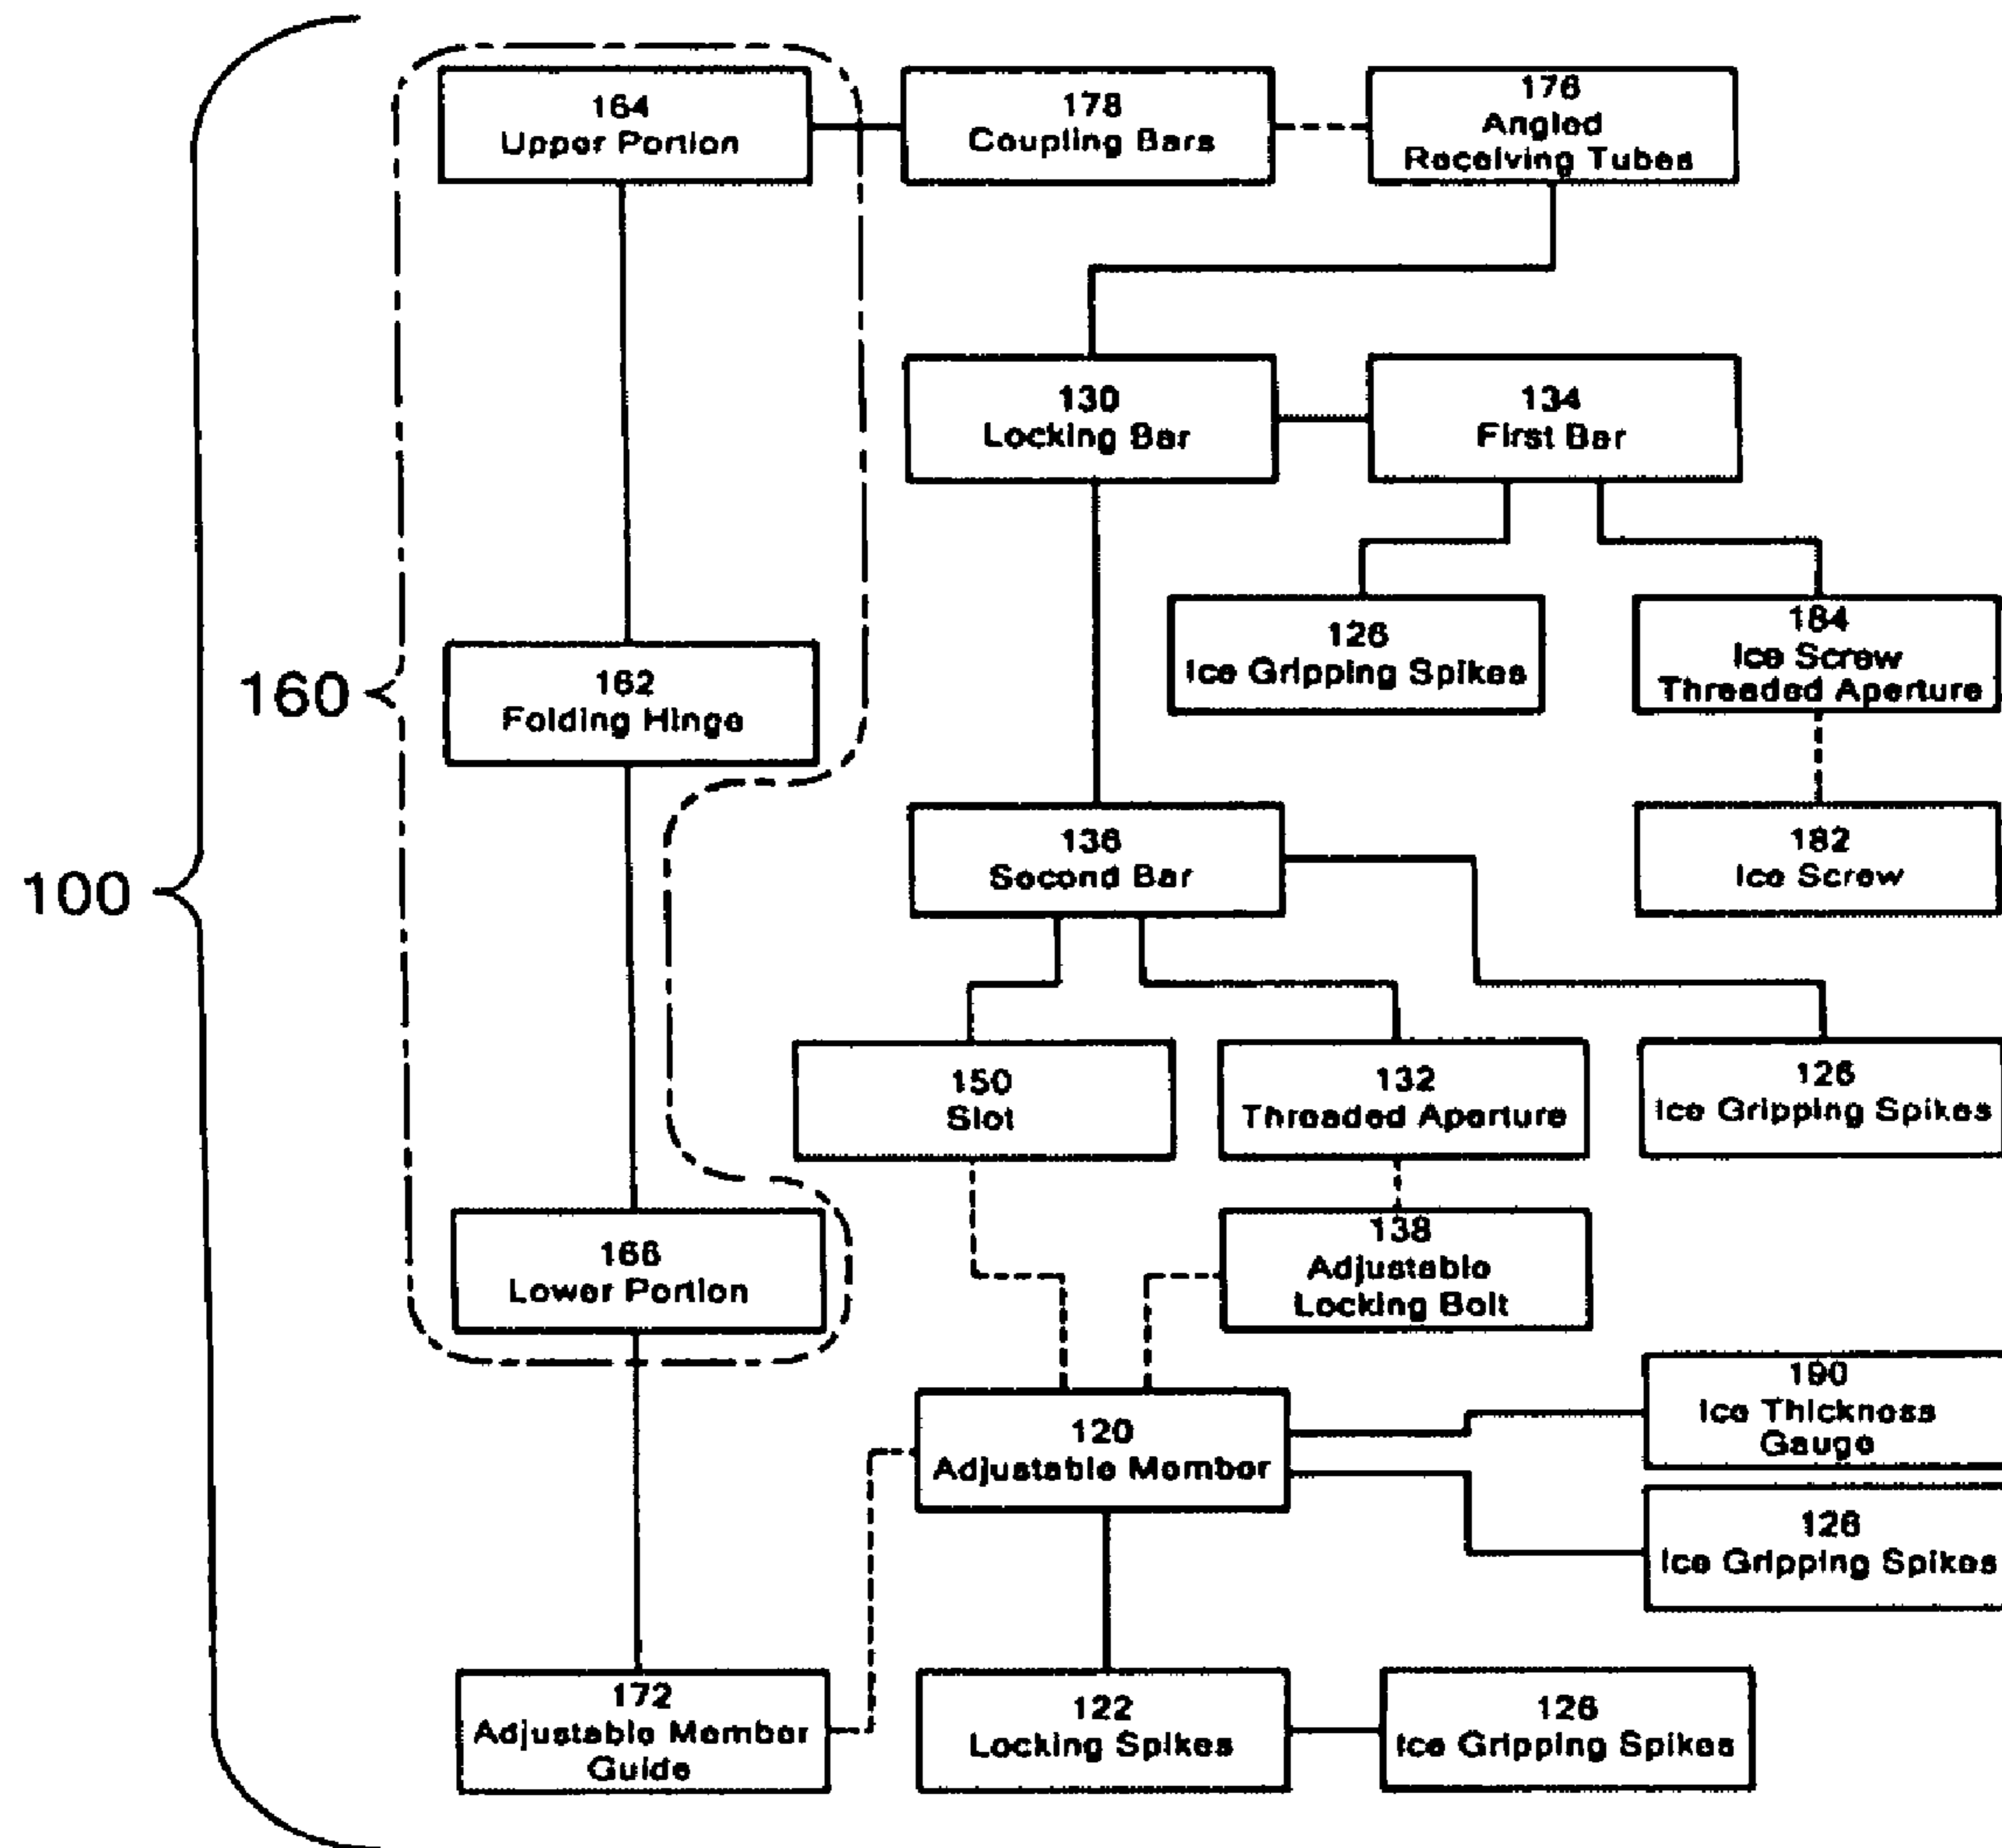 164
Upper Portion
178
Coupling Bars
176
Angled
Receiving Tubes
130
Locking Bar
134
First Bar
126
Ice Gripping Spikes
184
Ice Screw
Threaded Aperture
160
162
Folding Hinge
136
Second Bar
182
Ice Screw
100
150
Slot
132
Threaded Aperture
126
Ice Gripping Spikes
166
Lower Portion
138
Adjustable
Locking Bolt
190
Ice Thickness
Gauge
120
Adjustable Member
126
Ice Gripping Spikes
172
Adjustable Member
Guide
122
Locking Spikes
126
Ice Gripping Spikes